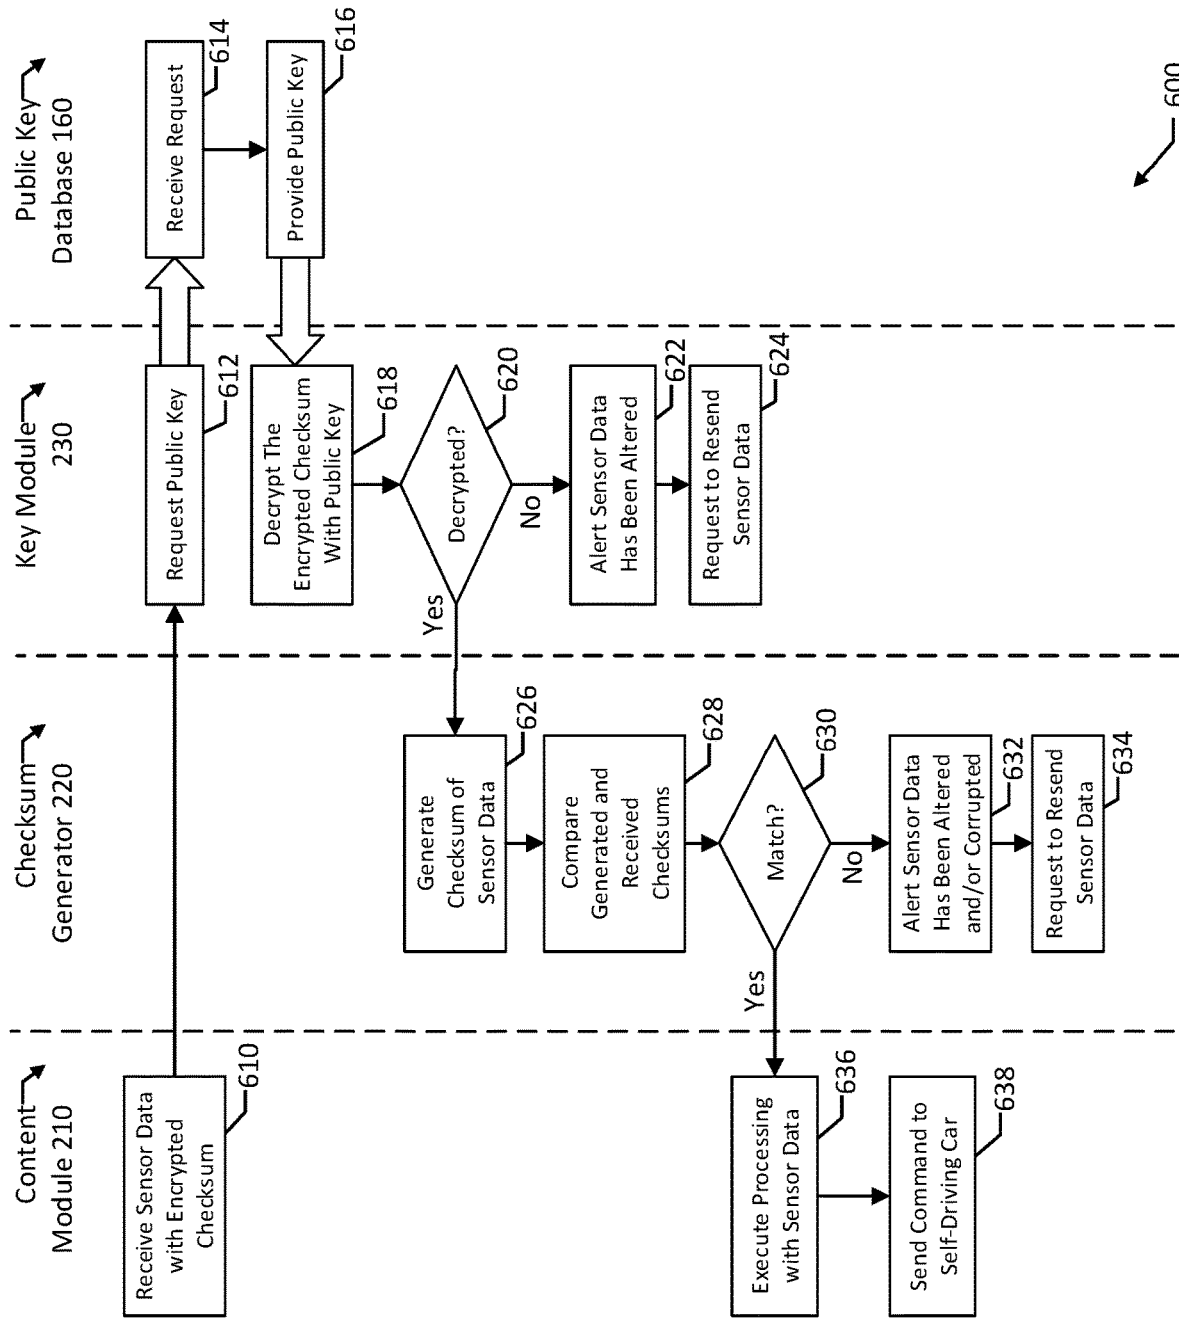 Content
Module 210
Checksum
Generator 220
Key Module
230
Public Key
Database 160
Receive Sensor Data
with Encrypted
Checksum
610
Request Public Key
612
Receive Request
614
Provide Public Key
616
Decrypt The
Encrypted Checksum
With Public Key
618
Decrypted?
620
Yes
No
Alert Sensor Data
Has Been Altered
622
Request to Resend
Sensor Data
624
Generate
Checksum of
Sensor Data
626
Compare
Generated and
Received
Checksums
628
Match?
630
Yes
No
Alert Sensor Data
Has Been Altered
and/or Corrupted
632
Request to Resend
Sensor Data
634
Execute Processing
with Sensor Data
636
Send Command to
Self-Driving Car
638
600